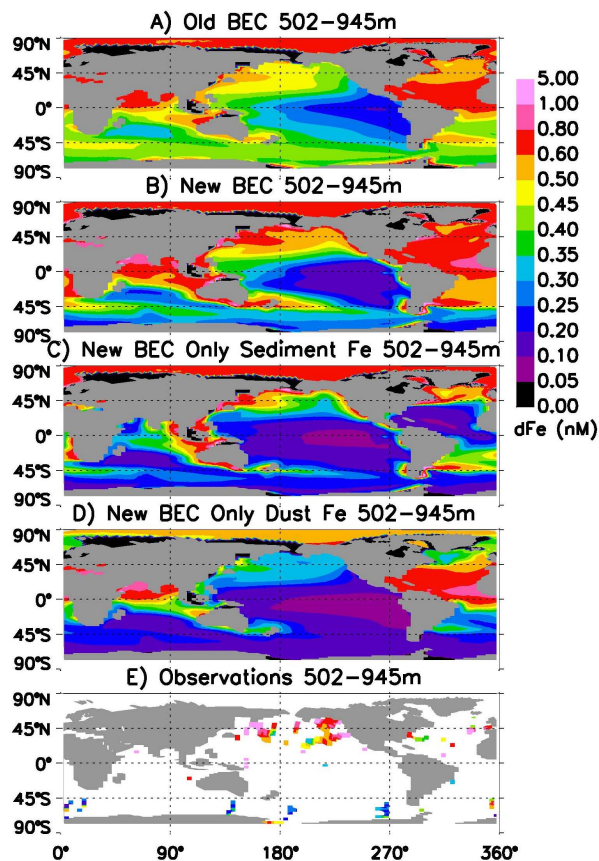 A) Old BEC 502-945m
90°N
45°N
0°
45°S
90°S
B) New BEC 502-945m
90°N
45°N
0°
45°S
90°S
C) New BEC Only Sediment Fe 502-945m
90°N
45°N
0°
45°S
90°S
D) New BEC Only Dust Fe 502-945m
90°N
45°N
0°
45°S
90°S
E) Observations 502-945m
90°N
45°N
0°
45°S
90°S
0° 90° 180° 270° 360°
5.00
1.00
0.80
0.60
0.50
0.45
0.40
0.35
0.30
0.25
0.20
0.10
0.05
0.00
dFe (nM)